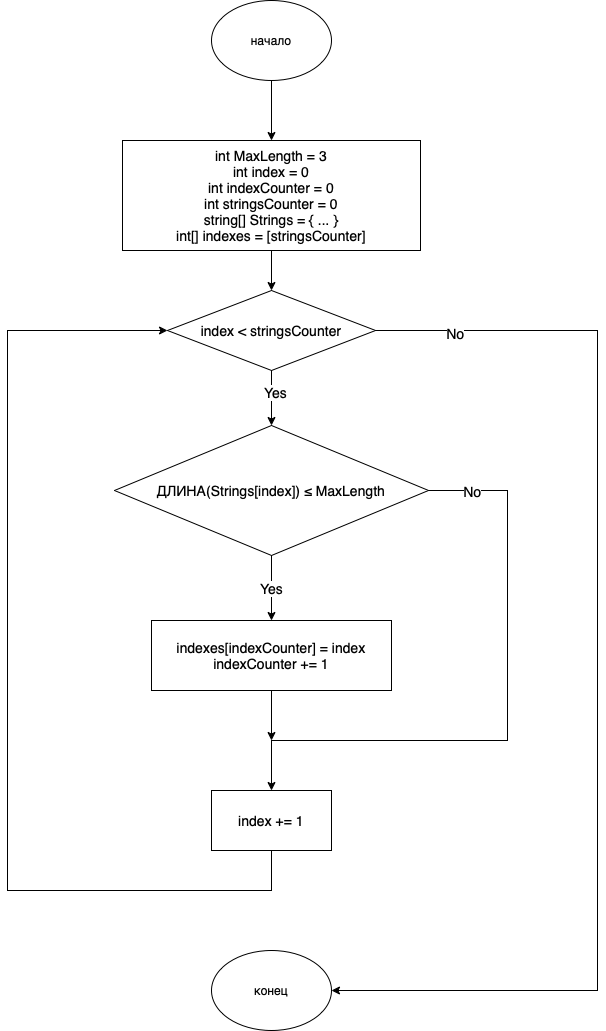 начало
int MaxLength = 3
int index = 0
int indexCounter = 0
int stringsCounter = 0
string[] Strings = { ... }
int[] indexes = [stringsCounter]
index < stringsCounter
No
Yes
ДЛИНА(Strings[index]) ≤ MaxLength
No
Yes
indexes[indexCounter] = index
indexCounter += 1
index += 1
конец